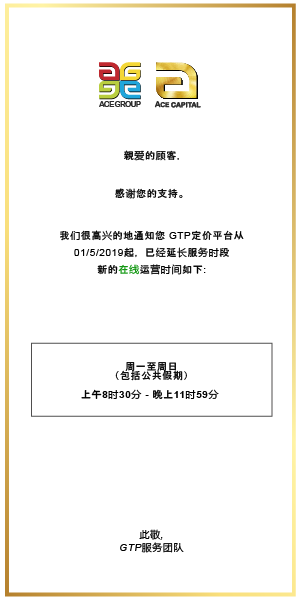 ACE GROUP
ACE CAPITAL
親爱的顾客,
感谢您的支持。
我们很高兴的地通知您 GTP定价平台从
01/5/2019起，已经延长服务时段
新的在线运营时间如下:
周一至周日
（包括公共假期）
上午8时30分 - 晚上11时59分
此敬,
GTP服务团队